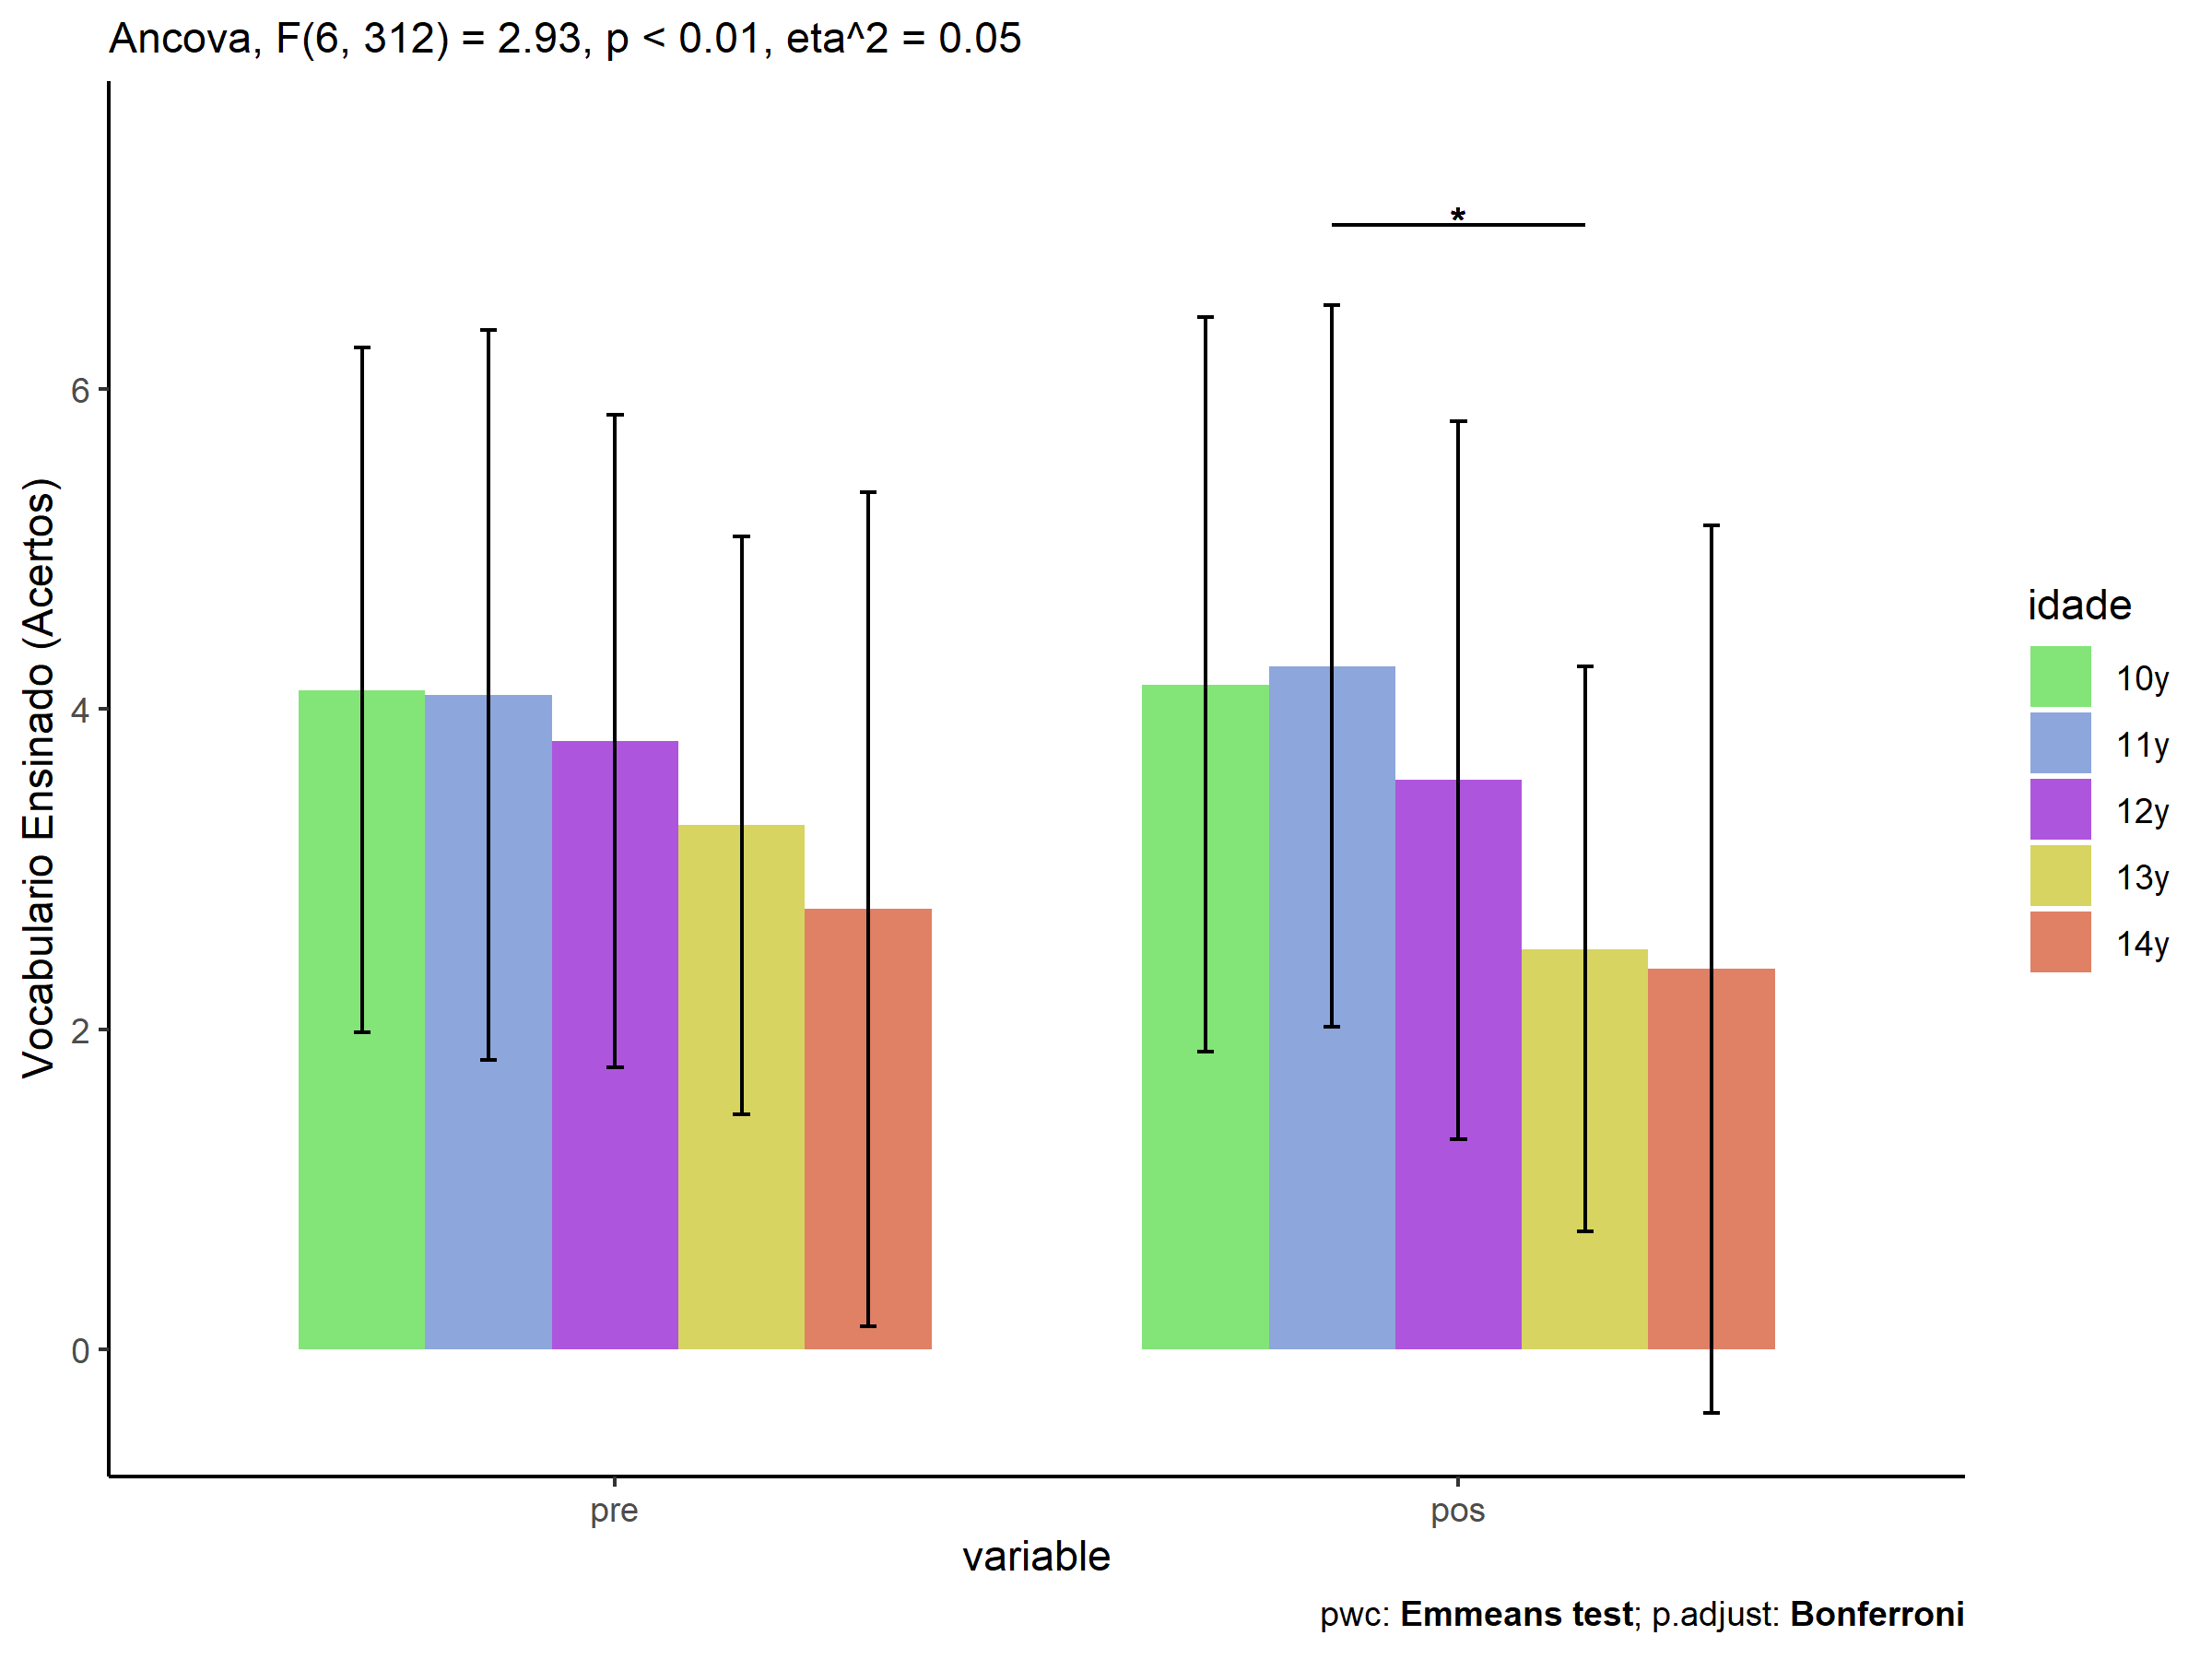 Ancova, F(6, 312) = 2.93, p < 0.01, eta^2 = 0.05
*
6
4
2
0
Vocabulario Ensinado (Acertos)
pre
pos
variable
idade
10y
11y
12y
13y
14y
pwc: Emmeans test; p.adjust: Bonferroni